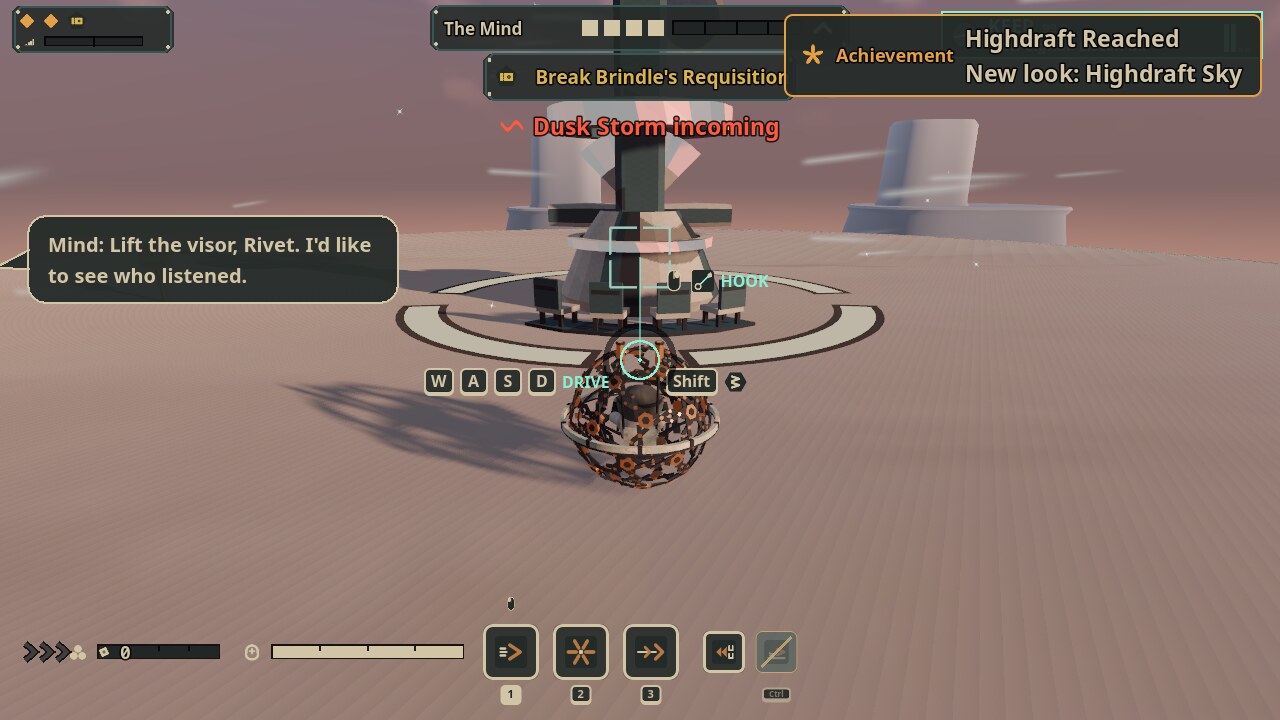 The Mind
Break Brindle's Requisition
Achievement
Highdraft Reached
New look: Highdraft Sky
Dusk Storm incoming
Mind: Lift the visor, Rivet. I'd like
to see who listened.
HOOK
W A S D DRIVE
Shift
0
1
2
3
Ctrl